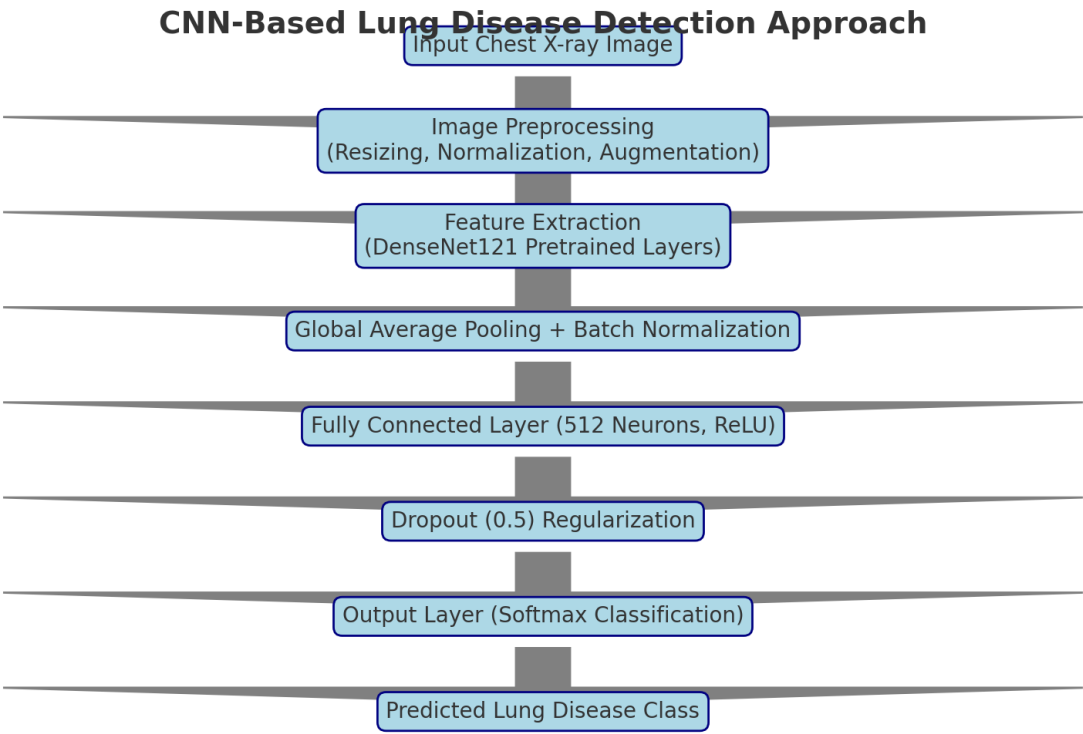 CNN-Based Lung Disease Detection Approach
Input Chest X-ray Image
Image Preprocessing
(Resizing, Normalization, Augmentation)
Feature Extraction
(DenseNet121 Pretrained Layers)
Global Average Pooling + Batch Normalization
Fully Connected Layer (512 Neurons, ReLU)
Dropout (0.5) Regularization
Output Layer (Softmax Classification)
Predicted Lung Disease Class